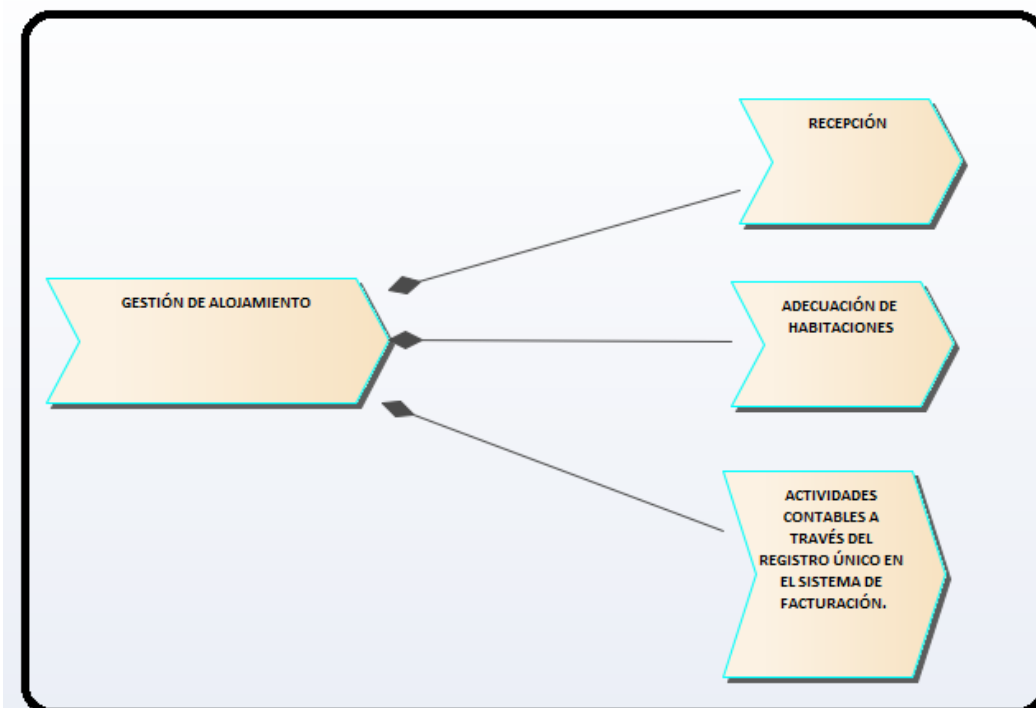 RECEPCIÓN
GESTIÓN DE ALOJAMIENTO
ADECUACIÓN DE
HABITACIONES
ACTIVIDADES
CONTABLES A
TRAVÉS DEL
REGISTRO ÚNICO EN
EL SISTEMA DE
FACTURACIÓN.